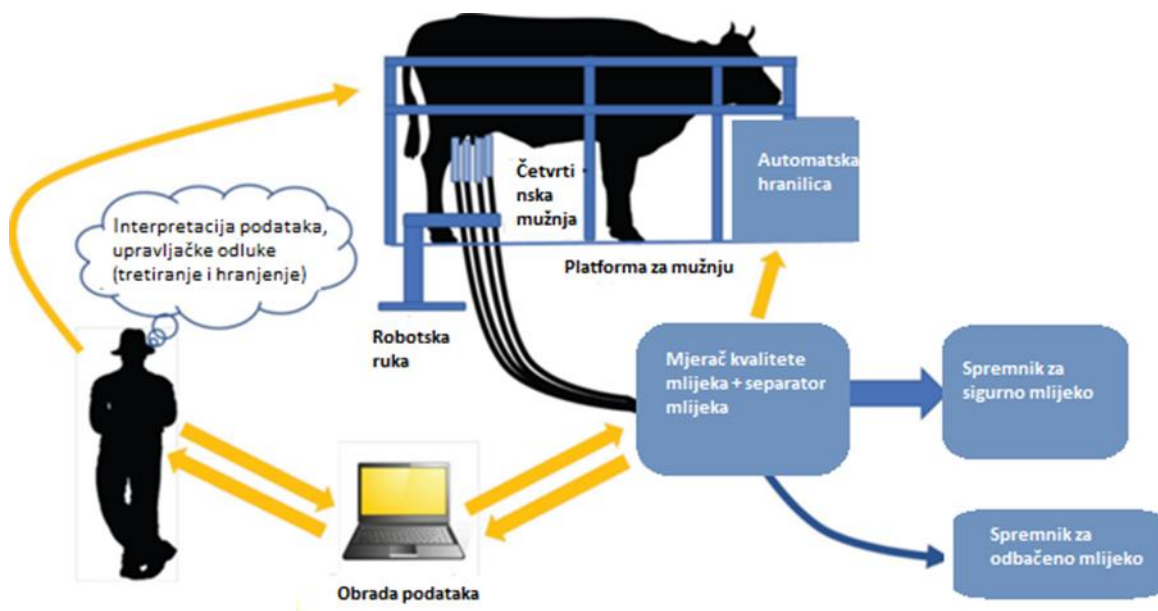 Automatska
hranilica
Četvrti
nska
mužnja
Interpretacija podataka,
upravljačke odluke
(tretiranje i hranjenje)
Platforma za mužnju
Robotska
ruka
Mjerač kvalitete
mlijeka + separator
mlijeka
Spremnik za
sigurno mlijeko
Spremnik za
odbačeno mlijeko
Obrada podataka